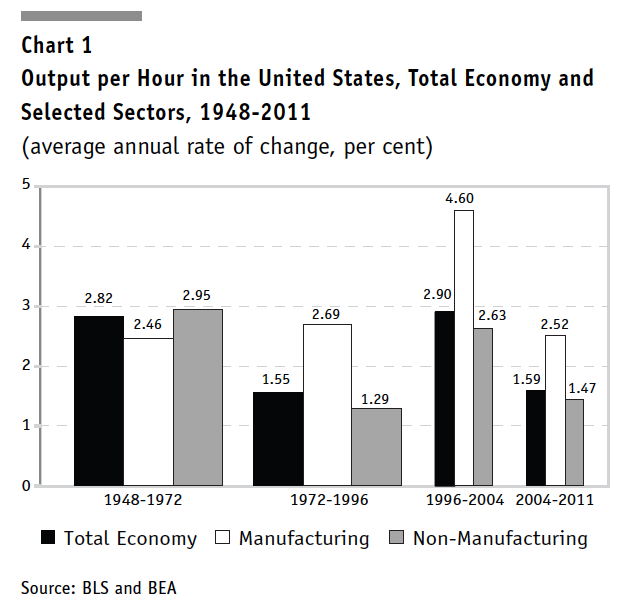 Chart 1
Output per Hour in the United States, Total Economy and
Selected Sectors, 1948-2011
(average annual rate of change, per cent)
5
4
3
2
1
0
2.82
2.46
2.95
1.55
2.69
1.29
2.90
4.60
2.63
1.59
2.52
1.47
1948-1972 1972-1996 1996-2004 2004-2011
Total Economy Manufacturing Non-Manufacturing
Source: BLS and BEA